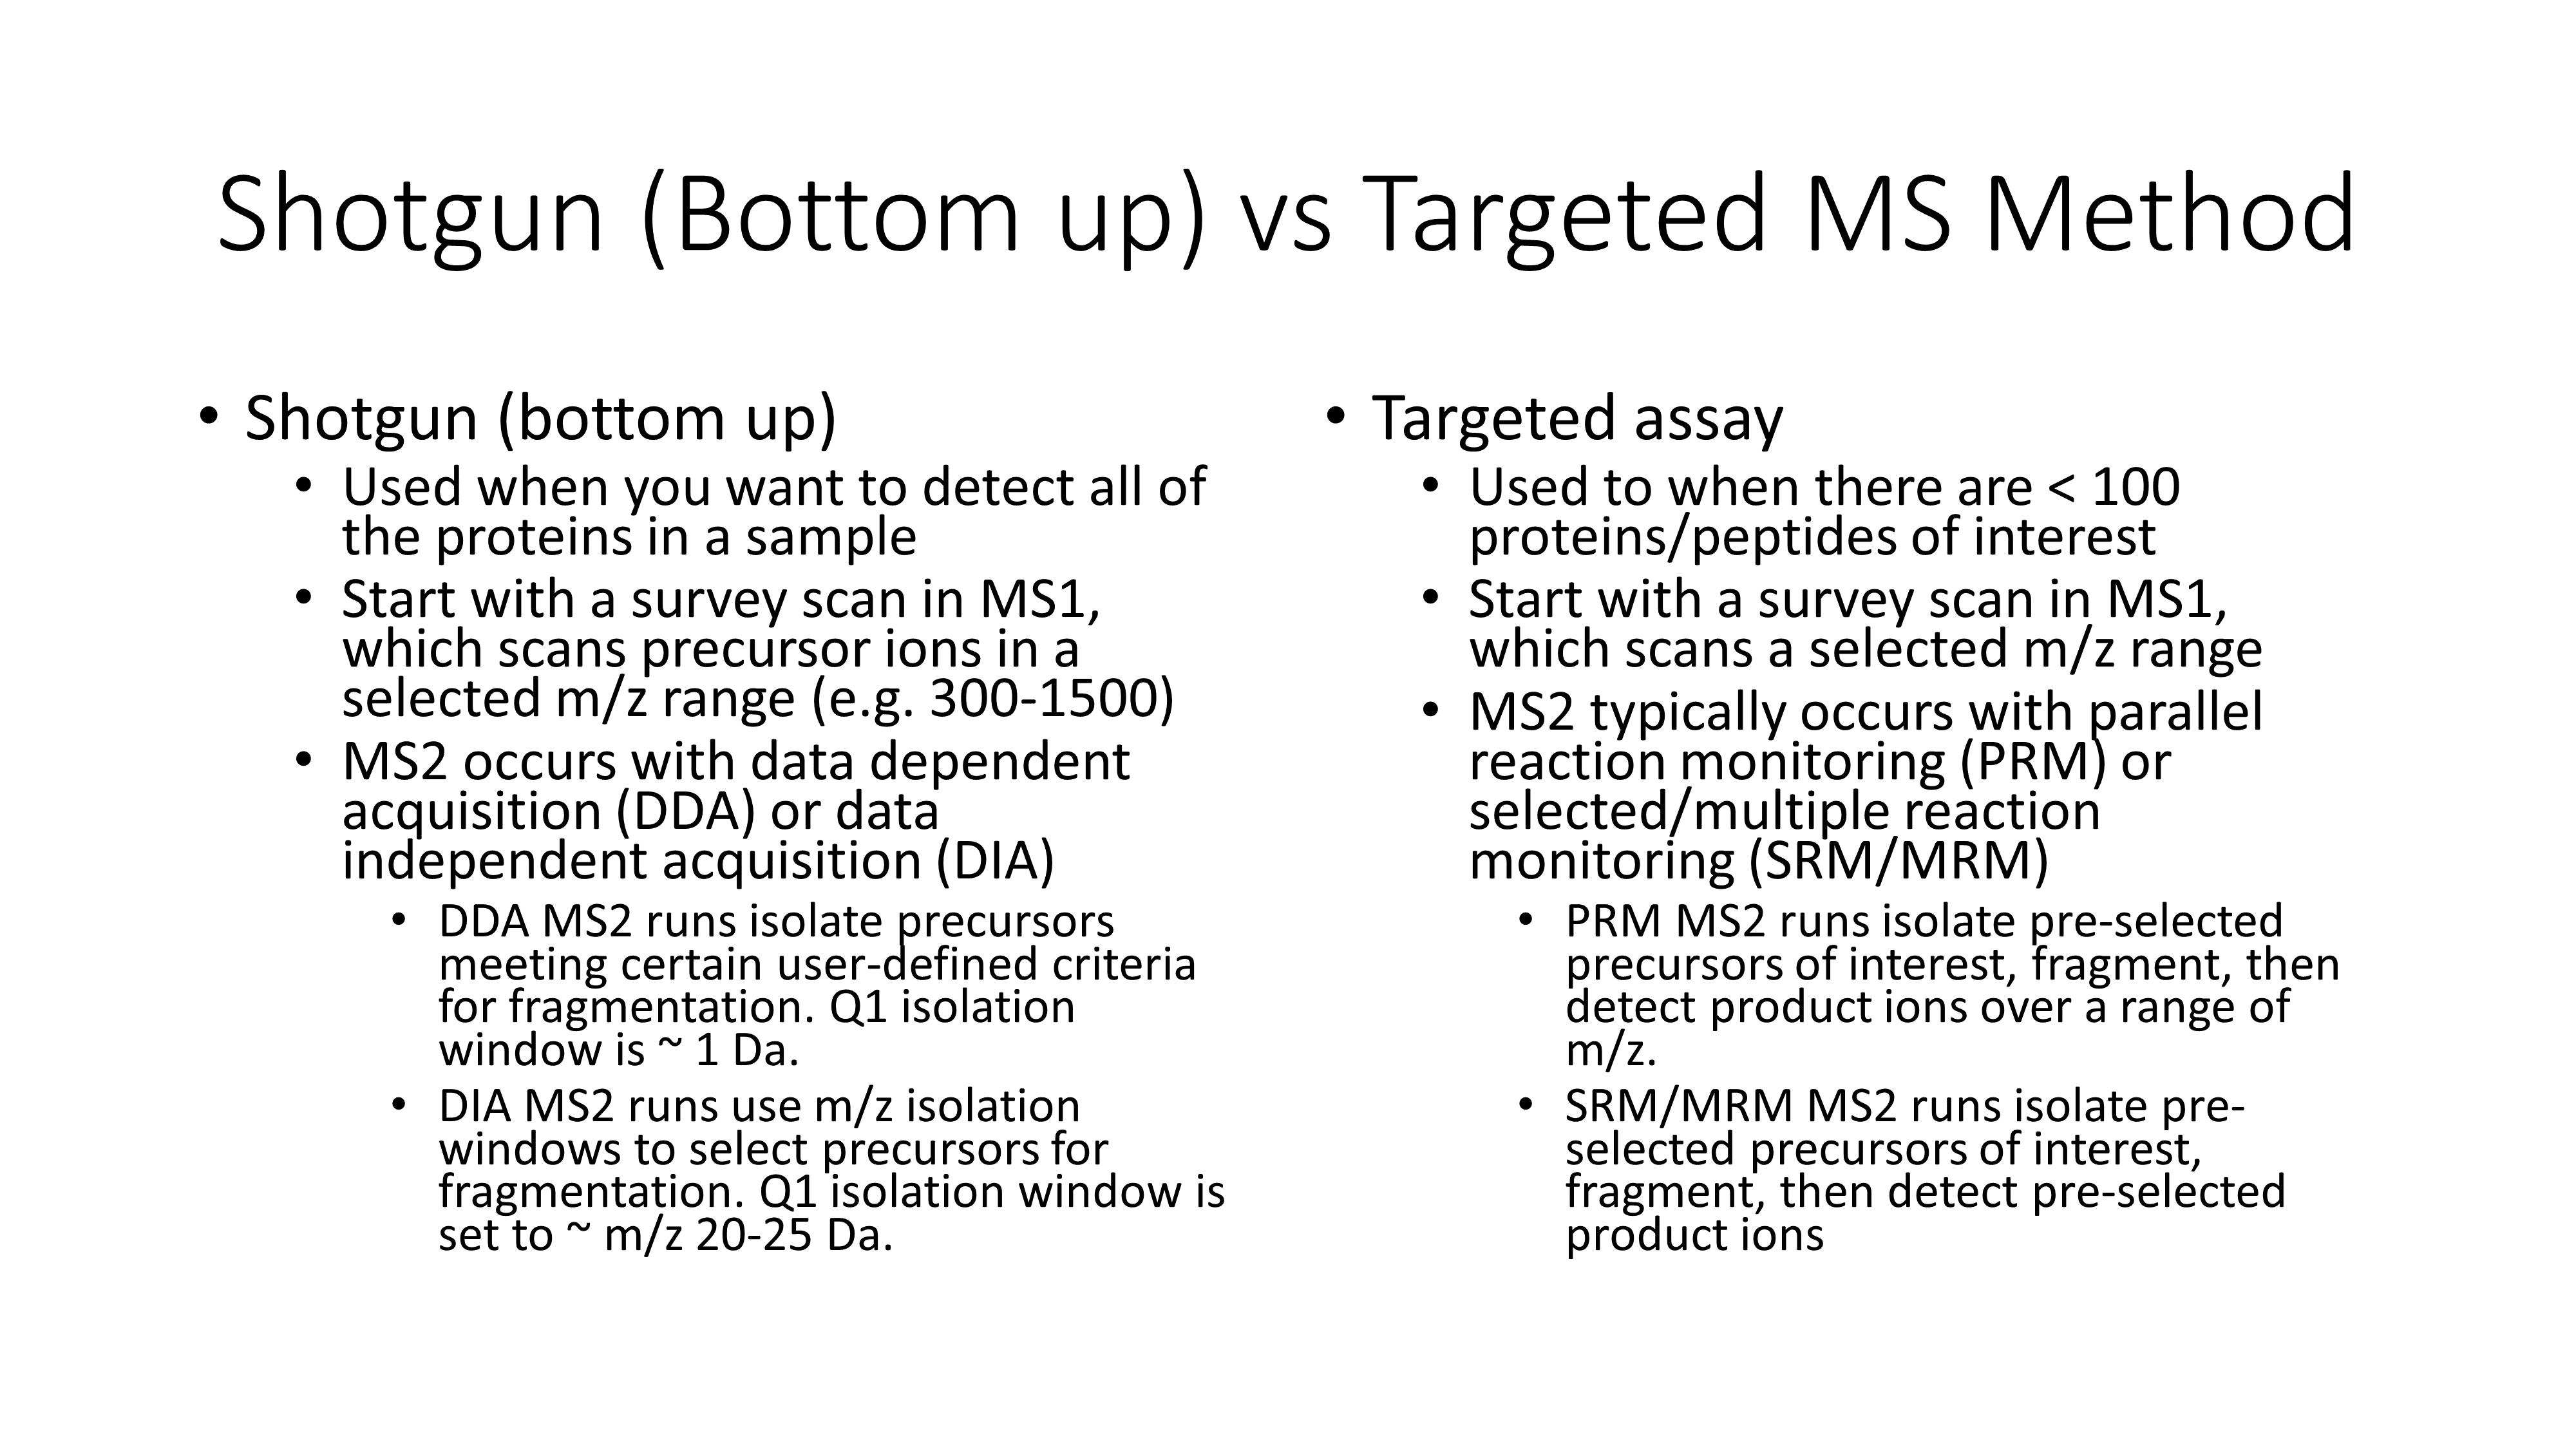 Shotgun (Bottom up) vs Targeted MS Method
• Shotgun (bottom up)
• Used when you want to detect all of
the proteins in a sample
• Start with a survey scan in MS1,
which scans precursor ions in a
selected m/z range (e.g. 300-1500)
• MS2 occurs with data dependent
acquisition (DDA) or data
independent acquisition (DIA)
• DDA MS2 runs isolate precursors
meeting certain user-defined criteria
for fragmentation. Q1 isolation
window is ~ 1 Da.
• DIA MS2 runs use m/z isolation
windows to select precursors for
fragmentation. Q1 isolation window is
set to ~ m/z 20-25 Da.
• Targeted assay
• Used to when there are < 100
proteins/peptides of interest
• Start with a survey scan in MS1,
which scans a selected m/z range
• MS2 typically occurs with parallel
reaction monitoring (PRM) or
selected/multiple reaction
monitoring (SRM/MRM)
• PRM MS2 runs isolate pre-selected
precursors of interest, fragment, then
detect product ions over a range of
m/z.
• SRM/MRM MS2 runs isolate pre-
selected precursors of interest,
fragment, then detect pre-selected
product ions